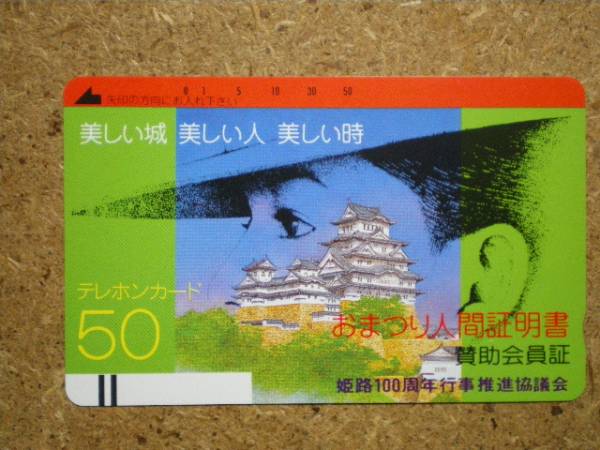 0 1 5 10 30 50
矢印の方向にお入れ下さい
美しい城 美しい人 美しい時
テレホンカード
50
おまつり人間証明書
賛助会員証
姫路100周年行事推進協議会